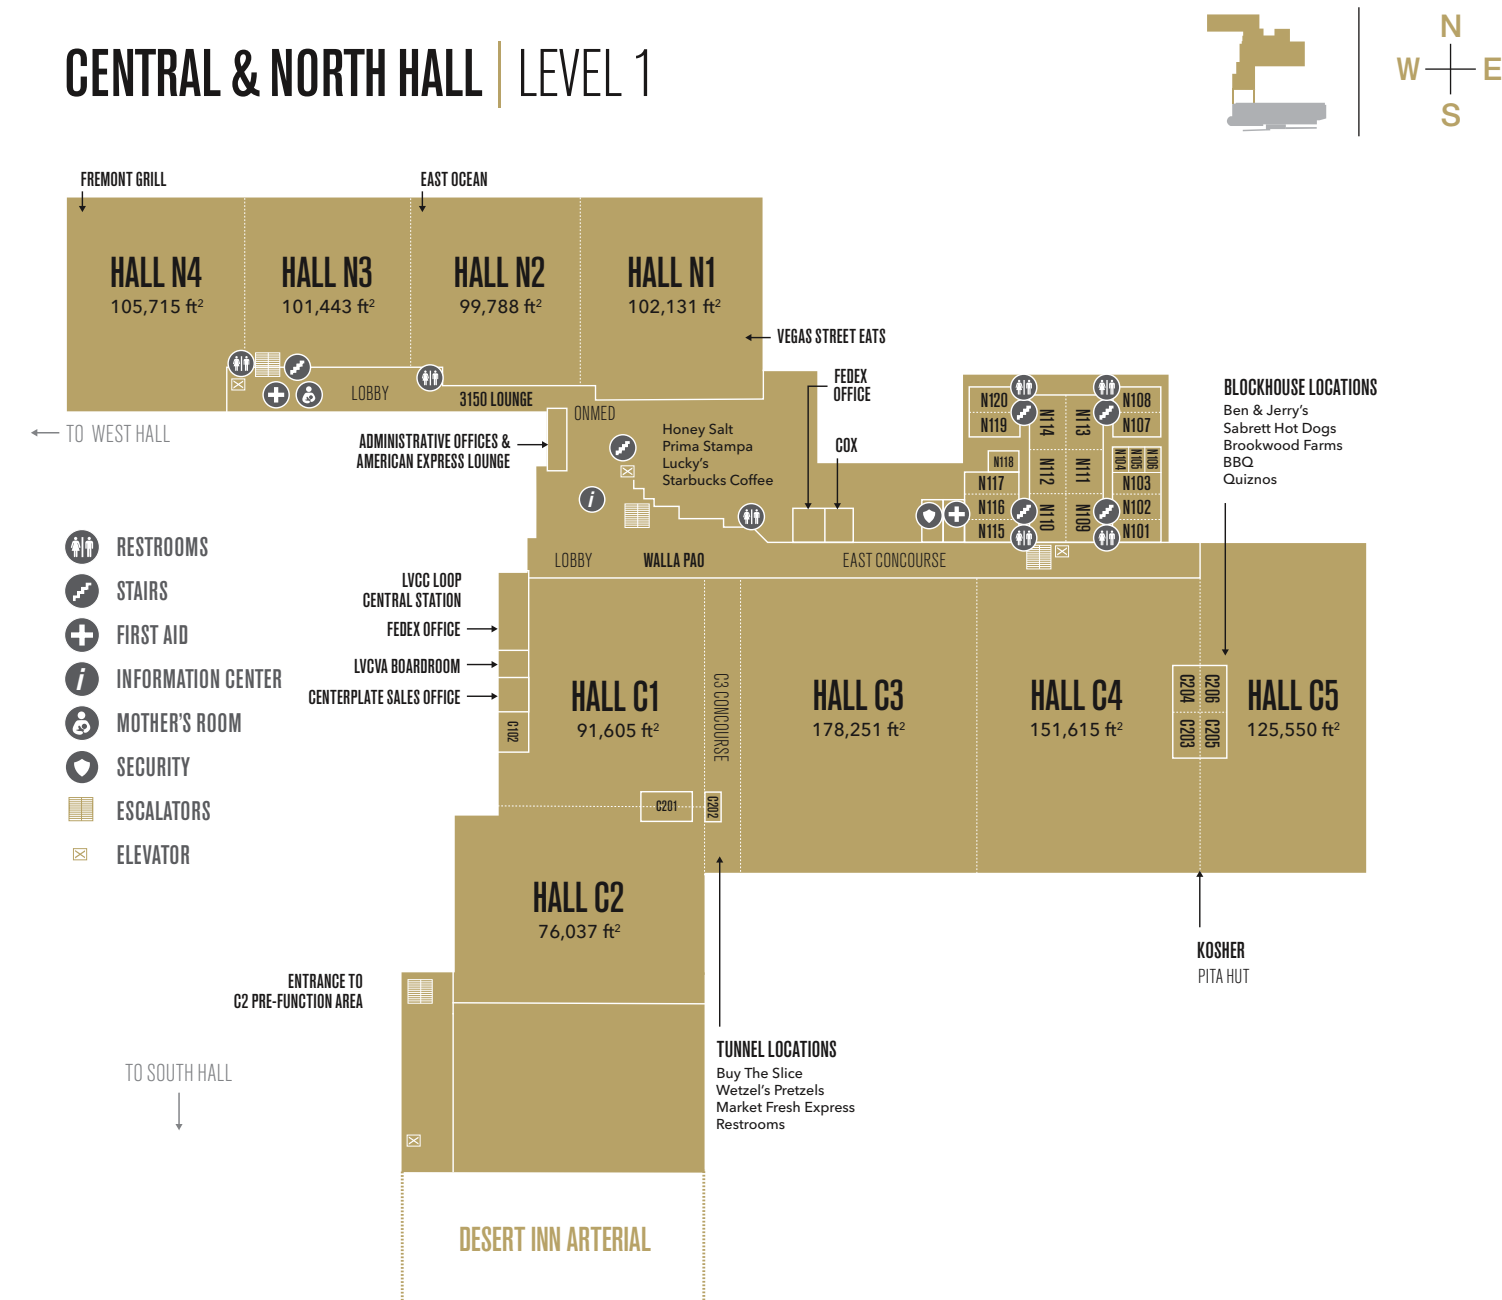 CENTRAL & NORTH HALL | LEVEL 1
N
W E
S
FREMONT GRILL
EAST OCEAN
HALL N4
105,715 ft²
HALL N3
101,443 ft²
HALL N2
99,788 ft²
HALL N1
102,131 ft²
VEGAS STREET EATS
LOBBY
3150 LOUNGE
ONMED
TO WEST HALL
ADMINISTRATIVE OFFICES &
AMERICAN EXPRESS LOUNGE
Honey Salt
Prima Stampa
Lucky's
Starbucks Coffee
FEDEX
OFFICE
COX
N120
N119
N118
N117
N116
N115
N114
N112
N110
N113
N111
N109
N108
N107
N104
N105
N106
N103
N102
N101
BLOCKHOUSE LOCATIONS
Ben & Jerry's
Sabrett Hot Dogs
Brookwood Farms
BBQ
Quiznos
i
RESTROOMS
STAIRS
FIRST AID
i
INFORMATION CENTER
MOTHER'S ROOM
SECURITY
ESCALATORS
ELEVATOR
LOBBY
WALLA PAO
EAST CONCOURSE
LVCC LOOP
CENTRAL STATION
FEDEX OFFICE
LVCVA BOARDROOM
CENTERPLATE SALES OFFICE
C102
HALL C1
91,605 ft²
C3 CONCOURSE
HALL C3
178,251 ft²
HALL C4
151,615 ft²
C204
C206
C203
C205
HALL C5
125,550 ft²
C201
C202
HALL C2
76,037 ft²
KOSHER
PITA HUT
ENTRANCE TO
C2 PRE-FUNCTION AREA
TUNNEL LOCATIONS
Buy The Slice
Wetzel's Pretzels
Market Fresh Express
Restrooms
TO SOUTH HALL
DESERT INN ARTERIAL